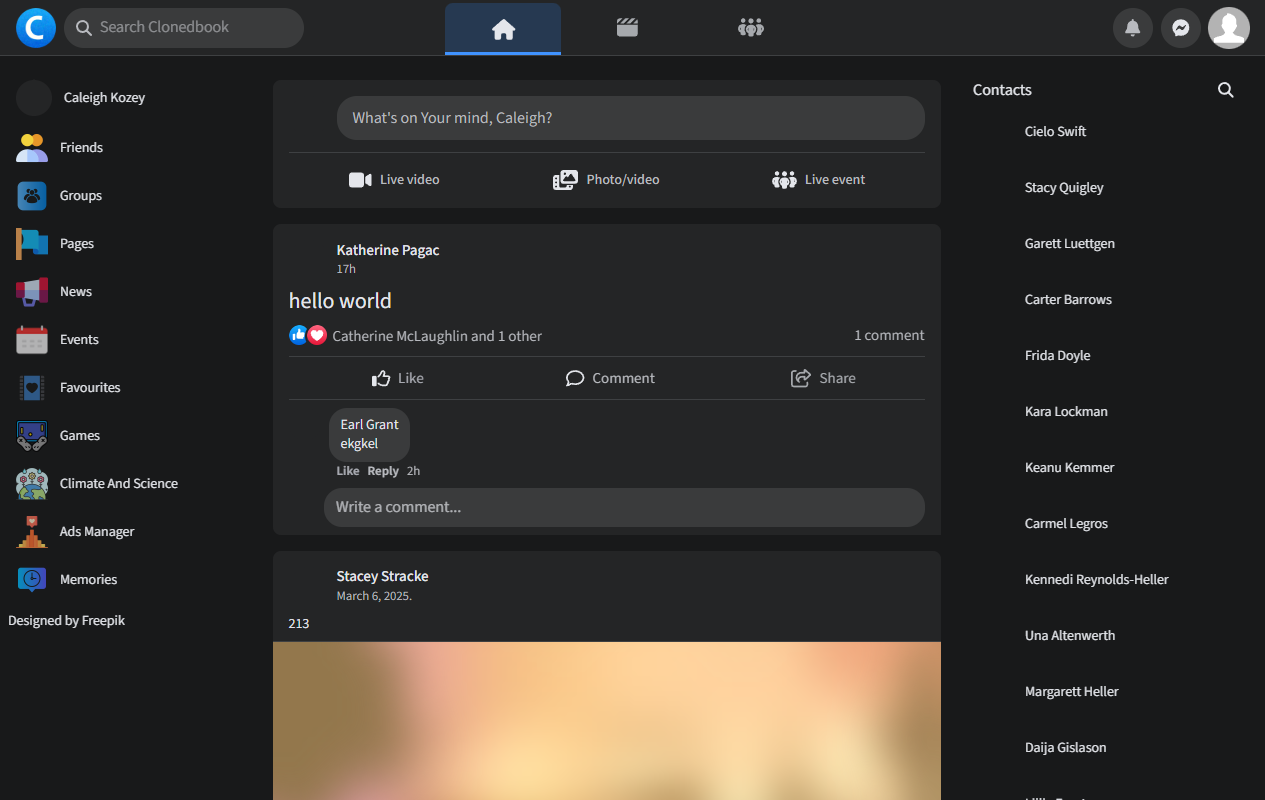 C
Search Clonedbook
Caleigh Kozey
Friends
Groups
Pages
News
Events
Favourites
Games
Climate And Science
Ads Manager
Memories
Designed by Freepik
What's on Your mind, Caleigh?
Live video
Photo/video
Live event
Katherine Pagac
17h
hello world
Catherine McLaughlin and 1 other
1 comment
Like
Comment
Share
Earl Grant
ekgkel
Like Reply 2h
Write a comment...
Stacey Stracke
March 6, 2025.
213
Contacts
Cielo Swift
Stacy Quigley
Garett Luettgen
Carter Barrows
Frida Doyle
Kara Lockman
Keanu Kemmer
Carmel Legros
Kennedi Reynolds-Heller
Una Altenwerth
Margarett Heller
Daija Gislason